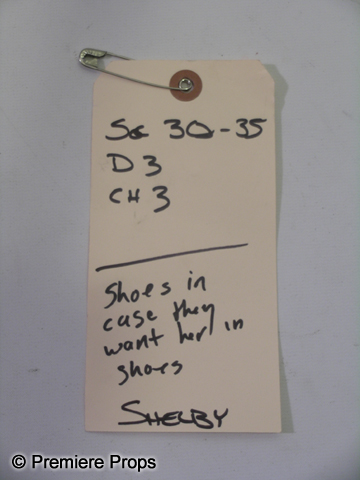 Sc 30-35
D 3
CH 3
Shoes in
case they
want her in
shoes
SHELBY
© Premiere Props